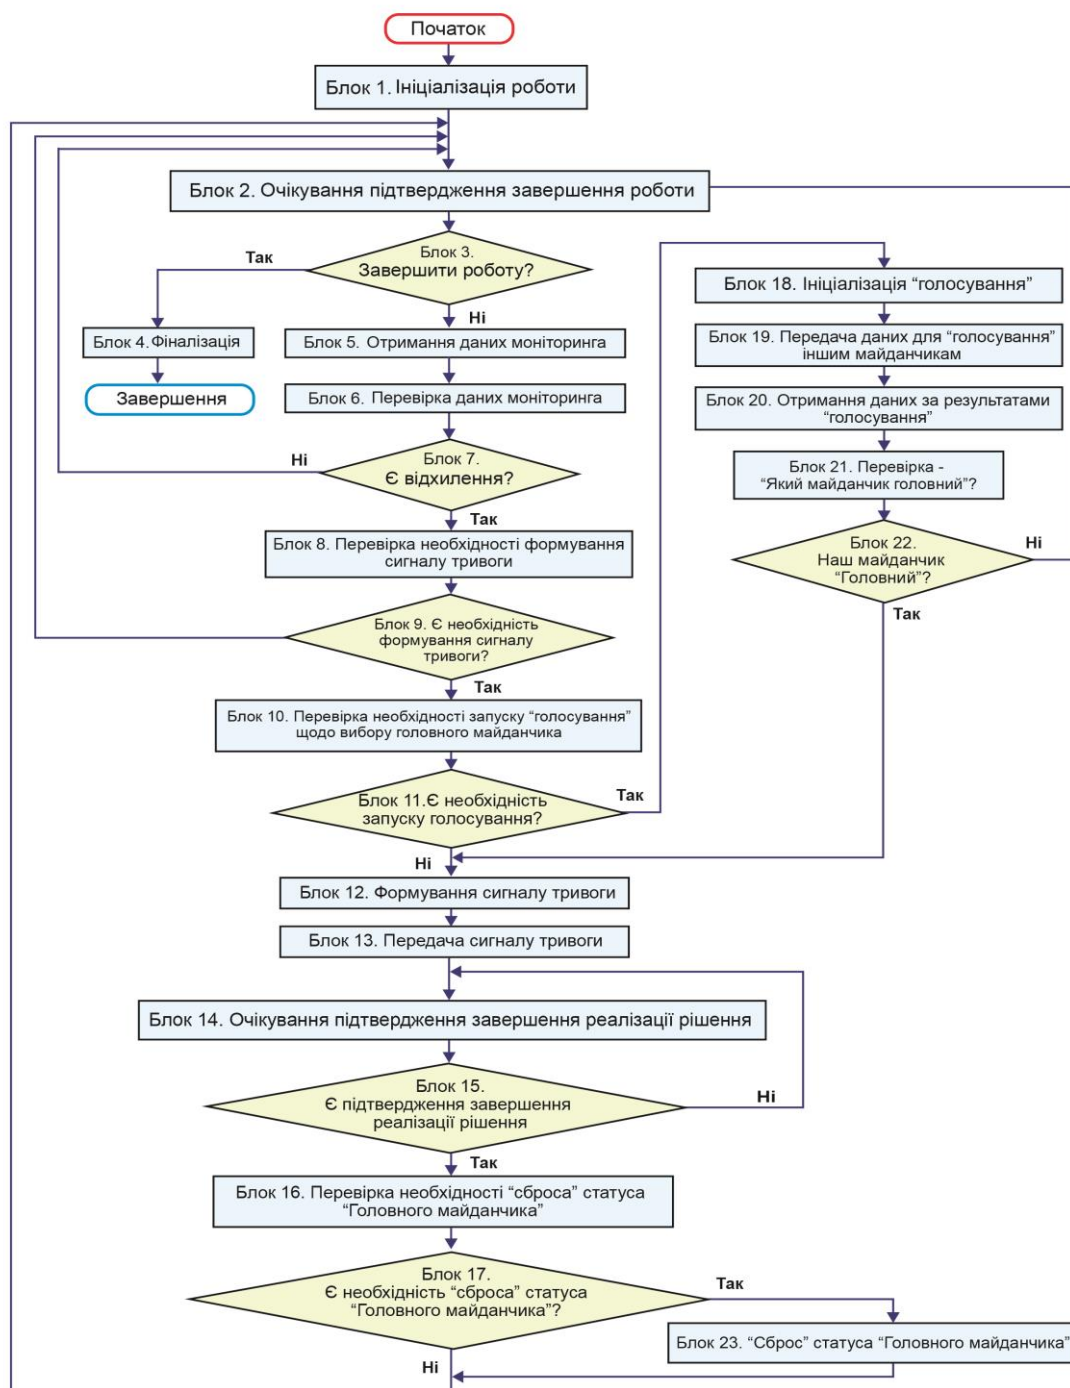 Початок
Блок 1. Ініціалізація роботи
Блок 2. Очікування підтвердження завершення роботи
Блок 3.
Завершити роботу?
Так
Ні
Блок 4.Фіналізація
Завершення
Блок 5. Отримання даних моніторинга
Блок 6. Перевірка даних моніторинга
Блок 7.
Є відхилення?
Ні
Так
Блок 8. Перевірка необхідності формування
сигналу тривоги
Блок 9. Є необхідність
формування сигналу
тривоги?
Так
Блок 10. Перевірка необхідності запуску “голосування”
щодо вибору головного майданчика
Блок 11.Є необхідність
запуску голосування?
Так
Ні
Блок 18. Ініціалізація “голосування”
Блок 19. Передача даних для “голосування”
іншим майданчикам
Блок 20. Отримання даних за результатами
“голосування”
Блок 21. Перевірка -
“Який майданчик головний”?
Блок 22.
Наш майданчик
“Головний”?
Ні
Так
Блок 12. Формування сигналу тривоги
Блок 13. Передача сигналу тривоги
Блок 14. Очікування підтвердження завершення реалізації рішення
Блок 15.
Є підтвердження завершення
реалізації рішення
Ні
Так
Блок 16. Перевірка необхідності “сброса” статуса
“Головного майданчика”
Блок 17.
Є необхідність “сброса” статуса
“Головного майданчика”?
Так
Ні
Блок 23. “Сброс” статуса “Головного майданчика”